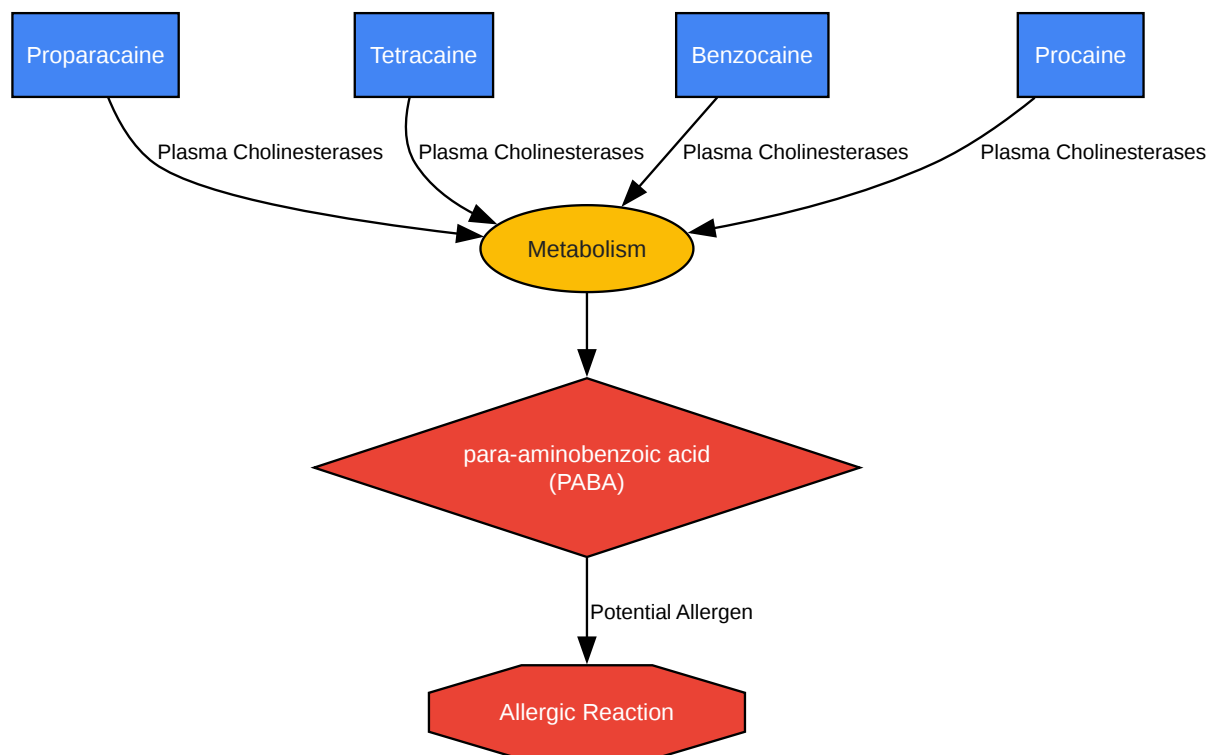 Proparacaine
Tetracaine
Benzocaine
Procaine
Plasma Cholinesterases
Plasma Cholinesterases
Plasma Cholinesterases
Plasma Cholinesterases
Metabolism
para-aminobenzoic acid
(PABA)
Potential Allergen
Allergic Reaction